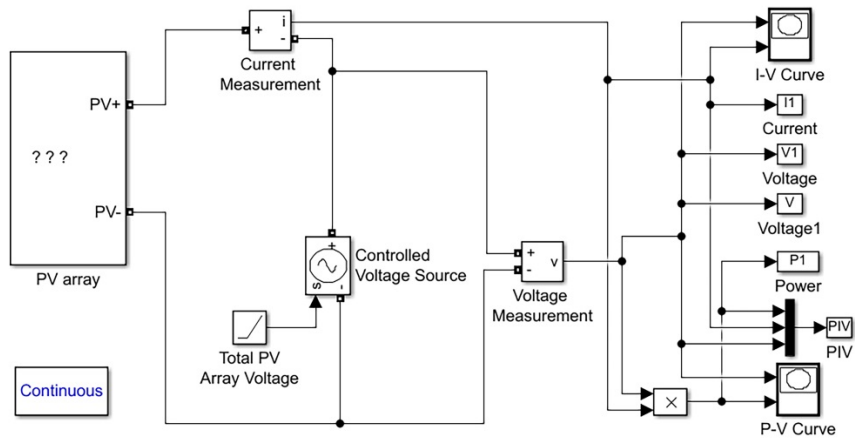 +
i
-
Current
Measurement
I-V Curve
PV+
I1
Current
? ? ?
V1
Voltage
PV-
V
Voltage1
PV array
+
s
-
Controlled
Voltage Source
+
-
v
Voltage
Measurement
P1
Power
PIV
PIV
Total PV
Array Voltage
Continuous
×
P-V Curve